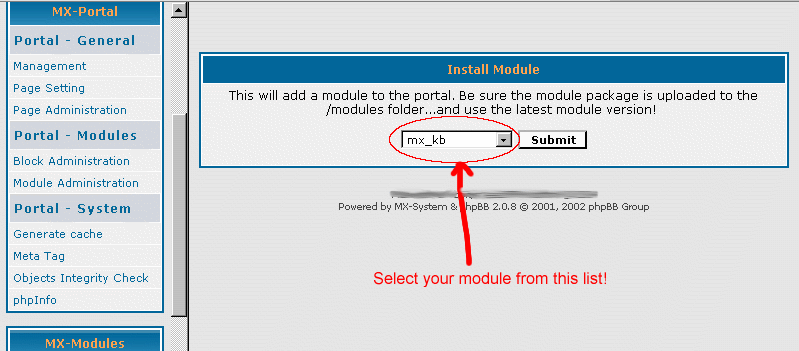 MX-Portal
Portal - General
Management
Page Setting
Page Administration
Portal - Modules
Block Administration
Module Administration
Portal - System
Generate cache
Meta Tag
Objects Integrity Check
phpInfo
MX-Modules
Install Module
This will add a module to the portal. Be sure the module package is uploaded to the
/modules folder...and use the latest module version!
mx_kb
Submit
Powered by MX-System & phpBB 2.0.8 © 2001, 2002 phpBB Group
Select your module from this list!